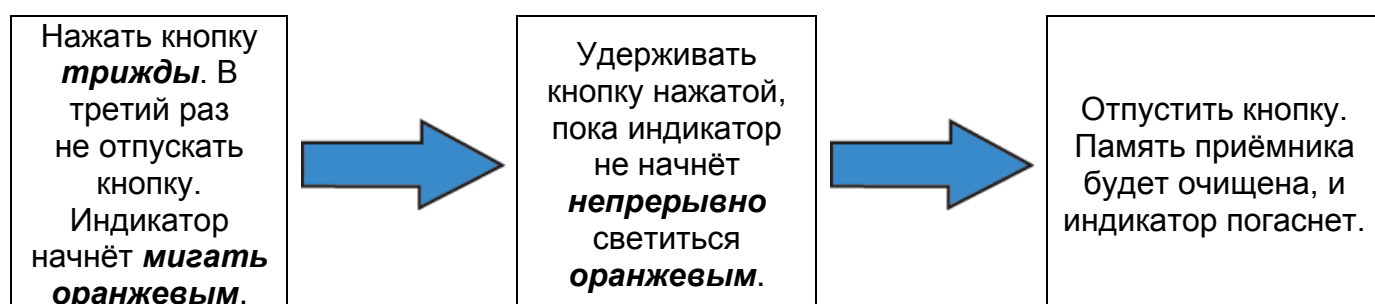 Нажать кнопку
трижды. В
третий раз
не отпускать
кнопку.
Индикатор
начнёт мигать
оранжевым.
Удерживать
кнопку нажатой,
пока индикатор
не начнёт
непрерывно
светиться
оранжевым.
Отпустить кнопку.
Память приёмника
будет очищена, и
индикатор погаснет.